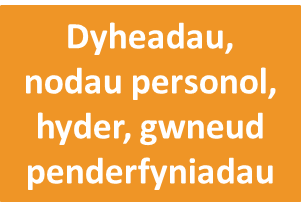 Dyheadau,
nodau personol,
hyder, gwneud
penderfyniadau